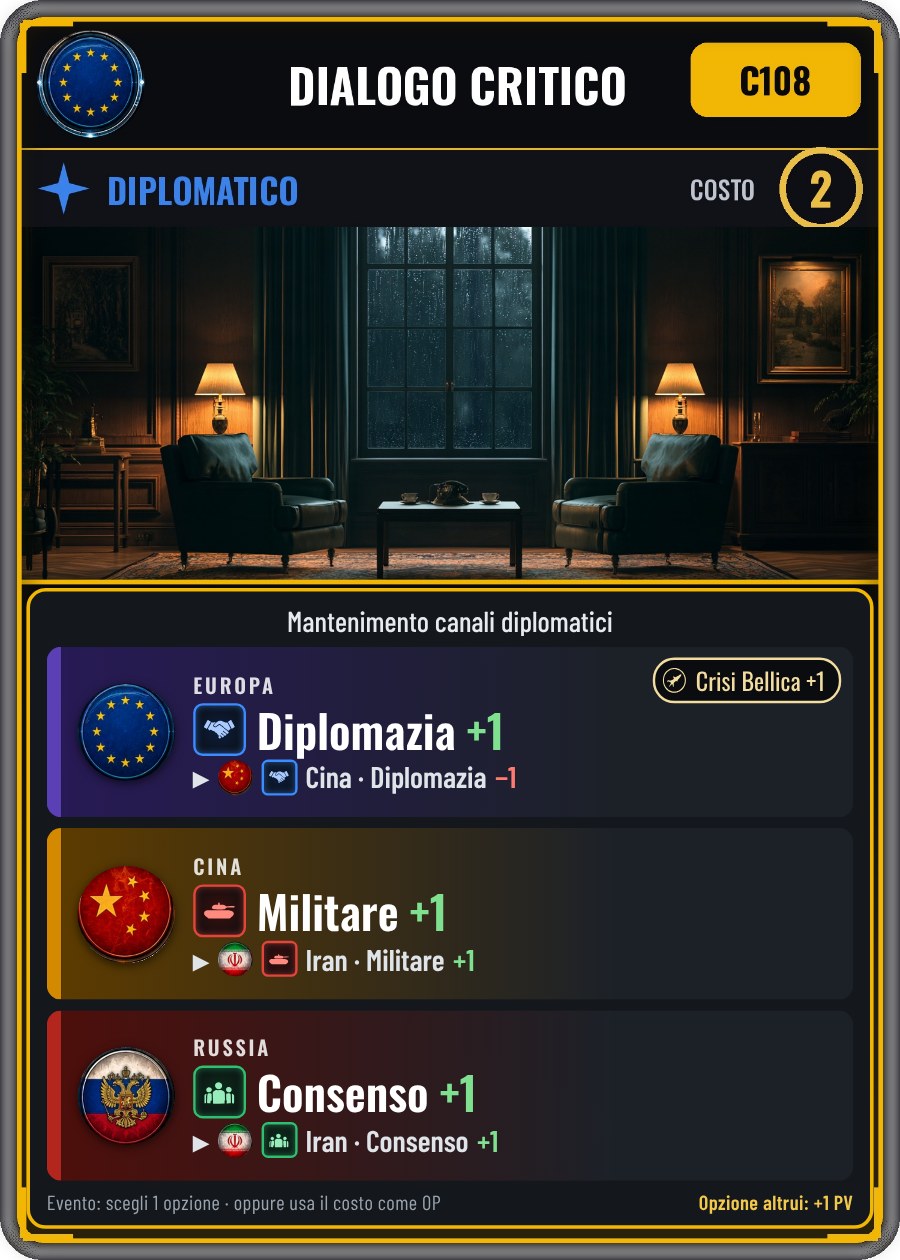 DIALOGO CRITICO
C108
DIPLOMATICO
COSTO
2
Mantenimento canali diplomatici
EUROPA
Crisi Bellica +1
Diplomazia +1
▶ Cina · Diplomazia −1
CINA
Militare +1
▶ Iran · Militare +1
RUSSIA
Consenso +1
▶ Iran · Consenso +1
Evento: scegli 1 opzione · oppure usa il costo come OP
Opzione altrui: +1 PV